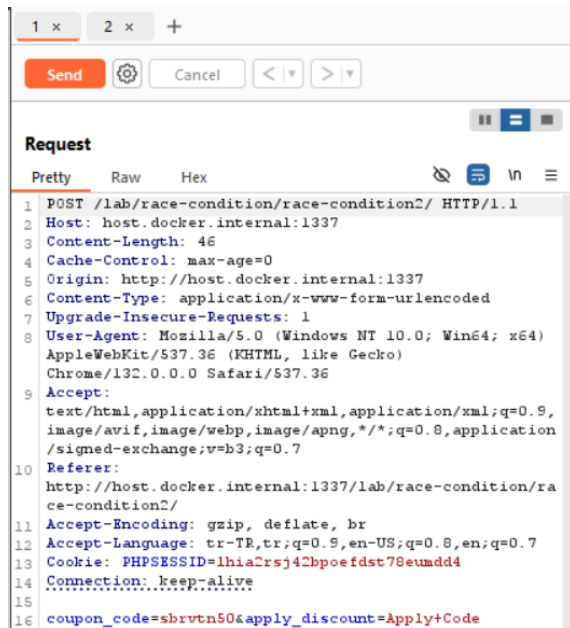 1 × 2 × +
Send Cancel < >
Request
Pretty Raw Hex \n
1 POST /lab/race-condition/race-condition2/ HTTP/1.1
2 Host: host.docker.internal:1337
3 Content-Length: 46
4 Cache-Control: max-age=0
5 Origin: http://host.docker.internal:1337
6 Content-Type: application/x-www-form-urlencoded
7 Upgrade-Insecure-Requests: 1
8 User-Agent: Mozilla/5.0 (Windows NT 10.0; Win64; x64)
AppleWebKit/537.36 (KHTML, like Gecko)
Chrome/132.0.0.0 Safari/537.36
9 Accept:
text/html,application/xhtml+xml,application/xml;q=0.9,
image/avif,image/webp,image/apng,*/*;q=0.8,application
/signed-exchange;v=b3;q=0.7
10 Referer:
http://host.docker.internal:1337/lab/race-condition/ra
ce-condition2/
11 Accept-Encoding: gzip, deflate, br
12 Accept-Language: tr-TR,tr;q=0.9,en-US;q=0.8,en;q=0.7
13 Cookie: PHPSESSID=lhia2rsj42bpoefdst78eumdd4
14 Connection: keep-alive
15
16 coupon_code=sbrvtn50&apply_discount=Apply+Code